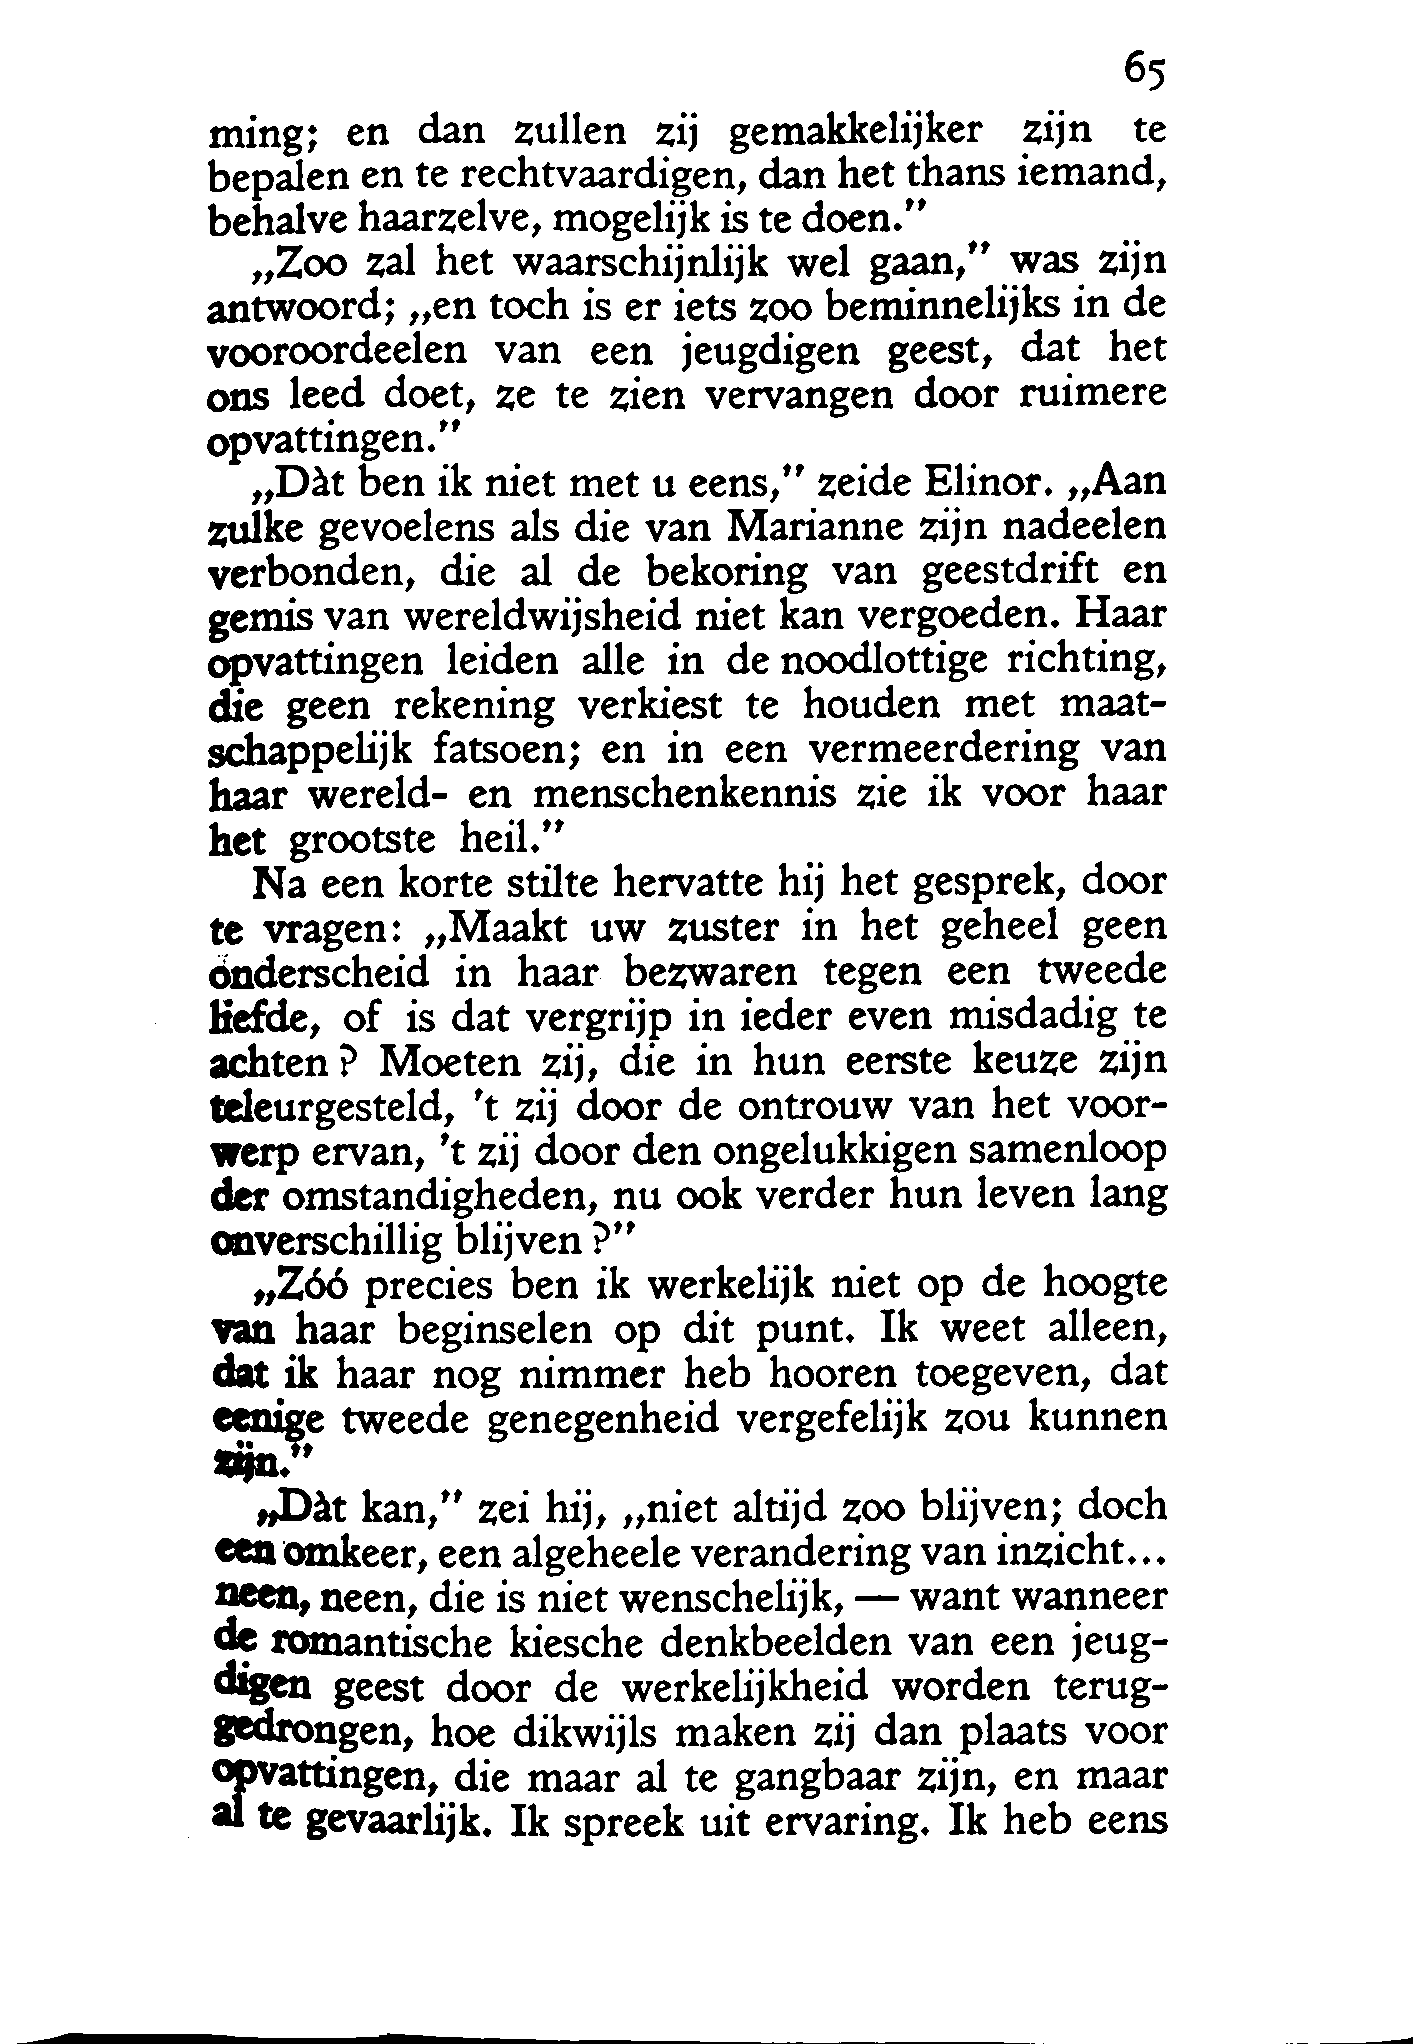 65
ming; en dan zullen zij gemakkelijker zijn te
bepalen en te rechtvaardigen, dan het thans iemand,
behalve haarzelve, mogelijk is te doen.”
„Zoo zal het waarschijnlijk wel gaan,” was zijn
antwoord; „en toch is er iets zoo beminnelijks in de
vooroordeelen van een jeugdigen geest, dat het
ons leed doet, ze te zien vervangen door ruimere
opvattingen.”
„Dàt ben ik niet met u eens,” zeide Elinor. „Aan
zulke gevoelens als die van Marianne zijn nadeelen
verbonden, die al de bekoring van geestdrift en
gemis van wereldwijsheid niet kan vergoeden. Haar
opvattingen leiden alle in de noodlottige richting,
die geen rekening verkiest te houden met maat-
schappelijk fatsoen; en in een vermeerdering van
haar wereld- en menschenkennis zie ik voor haar
het grootste heil.”
Na een korte stilte hervatte hij het gesprek, door
te vragen: „Maakt uw zuster in het geheel geen
onderscheid in haar bezwaren tegen een tweede
liefde, of is dat vergrijp in ieder even misdadig te
achten? Moeten zij, die in hun eerste keuze zijn
teleurgesteld, 't zij door de ontrouw van het voor-
werp ervan, 't zij door den ongelukkigen samenloop
der omstandigheden, nu ook verder hun leven lang
onverschillig blijven?”
„Zóó precies ben ik werkelijk niet op de hoogte
van haar beginselen op dit punt. Ik weet alleen,
dat ik haar nog nimmer heb hooren toegeven, dat
eenige tweede genegenheid vergefelijk zou kunnen
zijn.”
„Dàt kan,” zei hij, „niet altijd zoo blijven; doch
een omkeer, een algeheele verandering van inzicht...
neen, neen, die is niet wenschelijk, — want wanneer
de romantische kiesche denkbeelden van een jeug-
digen geest door de werkelijkheid worden terug-
gedrongen, hoe dikwijls maken zij dan plaats voor
opvattingen, die maar al te gangbaar zijn, en maar
al te gevaarlijk. Ik spreek uit ervaring. Ik heb eens